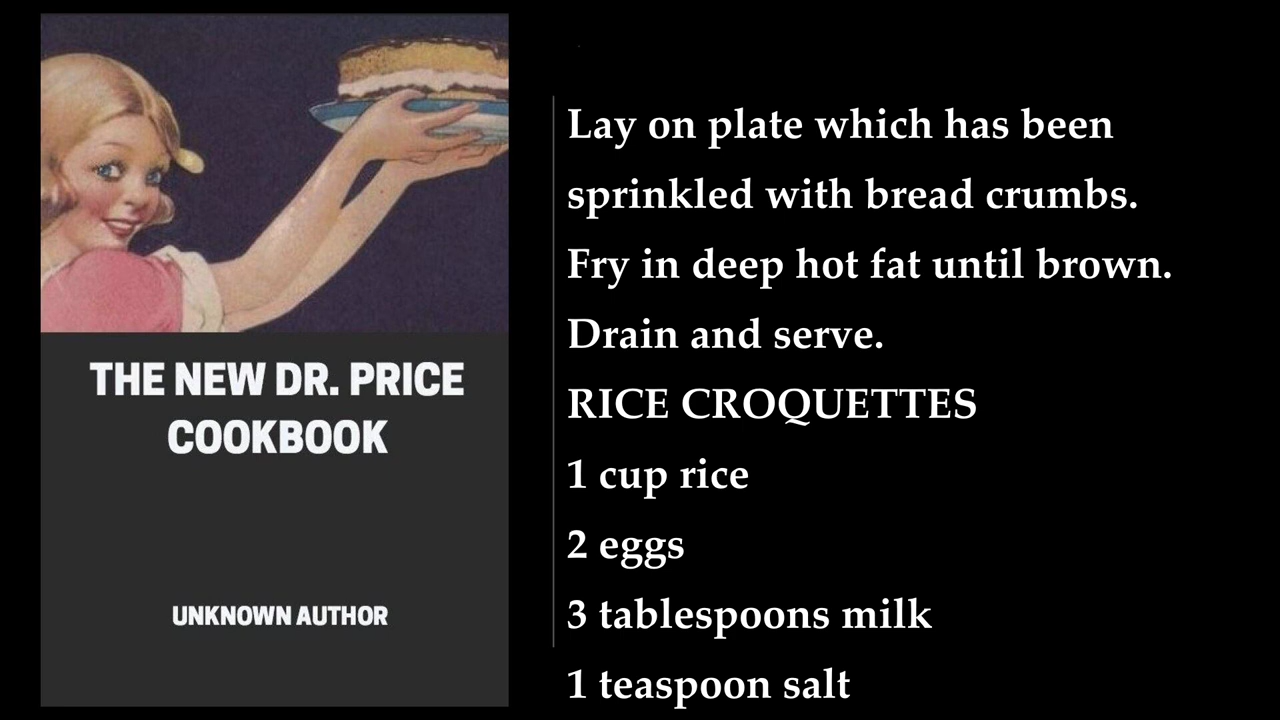 THE NEW DR. PRICE
COOKBOOK
UNKNOWN AUTHOR
Lay on plate which has been
sprinkled with bread crumbs.
Fry in deep hot fat until brown.
Drain and serve.
RICE CROQUETTES
1 cup rice
2 eggs
3 tablespoons milk
1 teaspoon salt